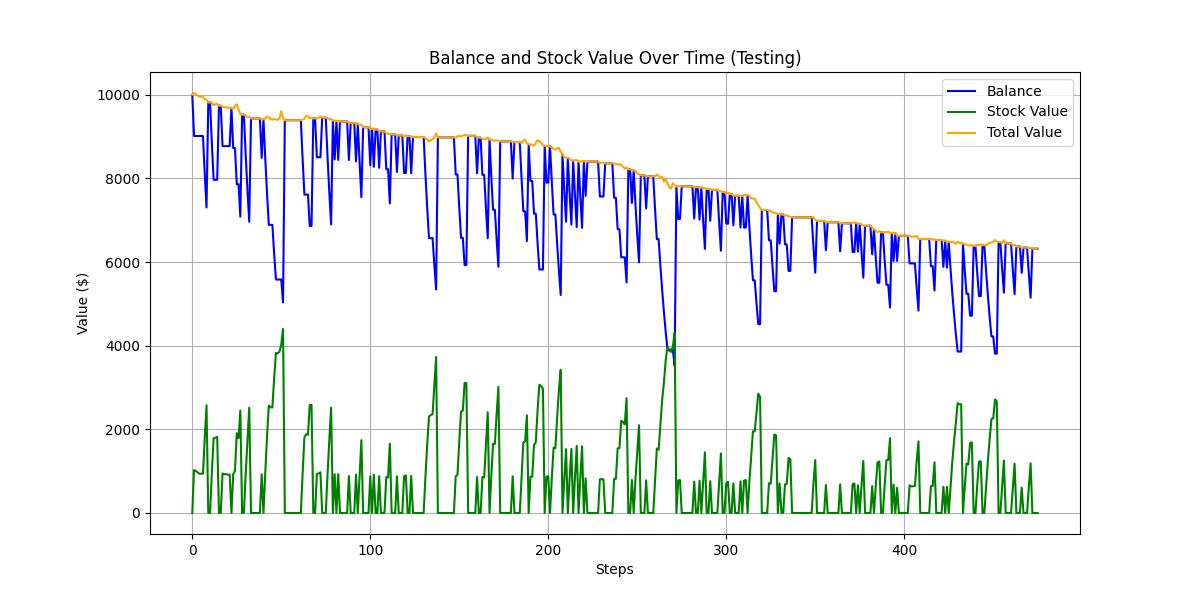 Balance and Stock Value Over Time (Testing)
Balance
Stock Value
Total Value
Value ($)
10000
8000
6000
4000
2000
0
0 100 200 300 400
Steps